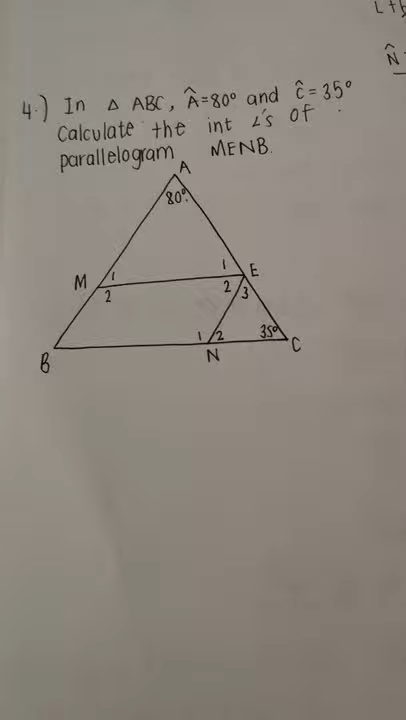 L+
N̂
4.) In △ ABC, Â=80° and Ĉ=35°
Calculate the int ∠'s of
parallelogram MENB.
A
80°
M 1 1 E
2 2 3
1 2 35°
B N C